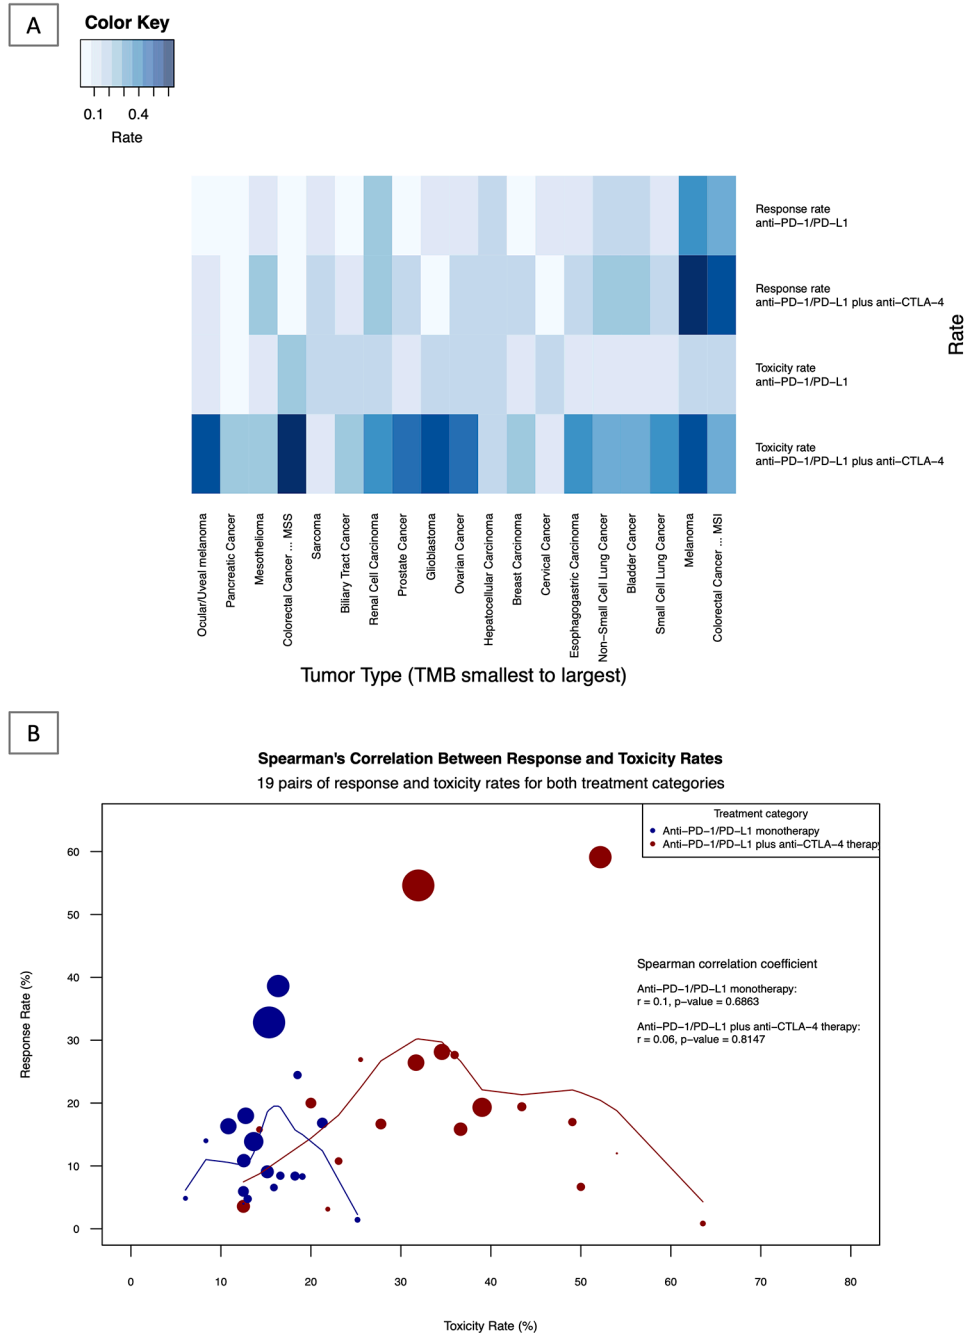 A
Color Key
0.1 0.4
Rate
Response rate
anti−PD−1/PD−L1
Response rate
anti−PD−1/PD−L1 plus anti−CTLA−4
Toxicity rate
anti−PD−1/PD−L1
Toxicity rate
anti−PD−1/PD−L1 plus anti−CTLA−4
Rate
Ocular/Uveal melanoma
Pancreatic Cancer
Mesothelioma
Colorectal Cancer ... MSS
Sarcoma
Biliary Tract Cancer
Renal Cell Carcinoma
Prostate Cancer
Glioblastoma
Ovarian Cancer
Hepatocellular Carcinoma
Breast Carcinoma
Cervical Cancer
Esophagogastric Carcinoma
Non−Small Cell Lung Cancer
Bladder Cancer
Small Cell Lung Cancer
Melanoma
Colorectal Cancer ... MSI
Tumor Type (TMB smallest to largest)
B
Spearman's Correlation Between Response and Toxicity Rates
19 pairs of response and toxicity rates for both treatment categories
Treatment category
Anti−PD−1/PD−L1 monotherapy
Anti−PD−1/PD−L1 plus anti−CTLA−4 therapy
Spearman correlation coefficient
Anti−PD−1/PD−L1 monotherapy:
r = 0.1, p−value = 0.6863
Anti−PD−1/PD−L1 plus anti−CTLA−4 therapy:
r = 0.06, p−value = 0.8147
Response Rate (%)
60
50
40
30
20
10
0
0 10 20 30 40 50 60 70 80
Toxicity Rate (%)